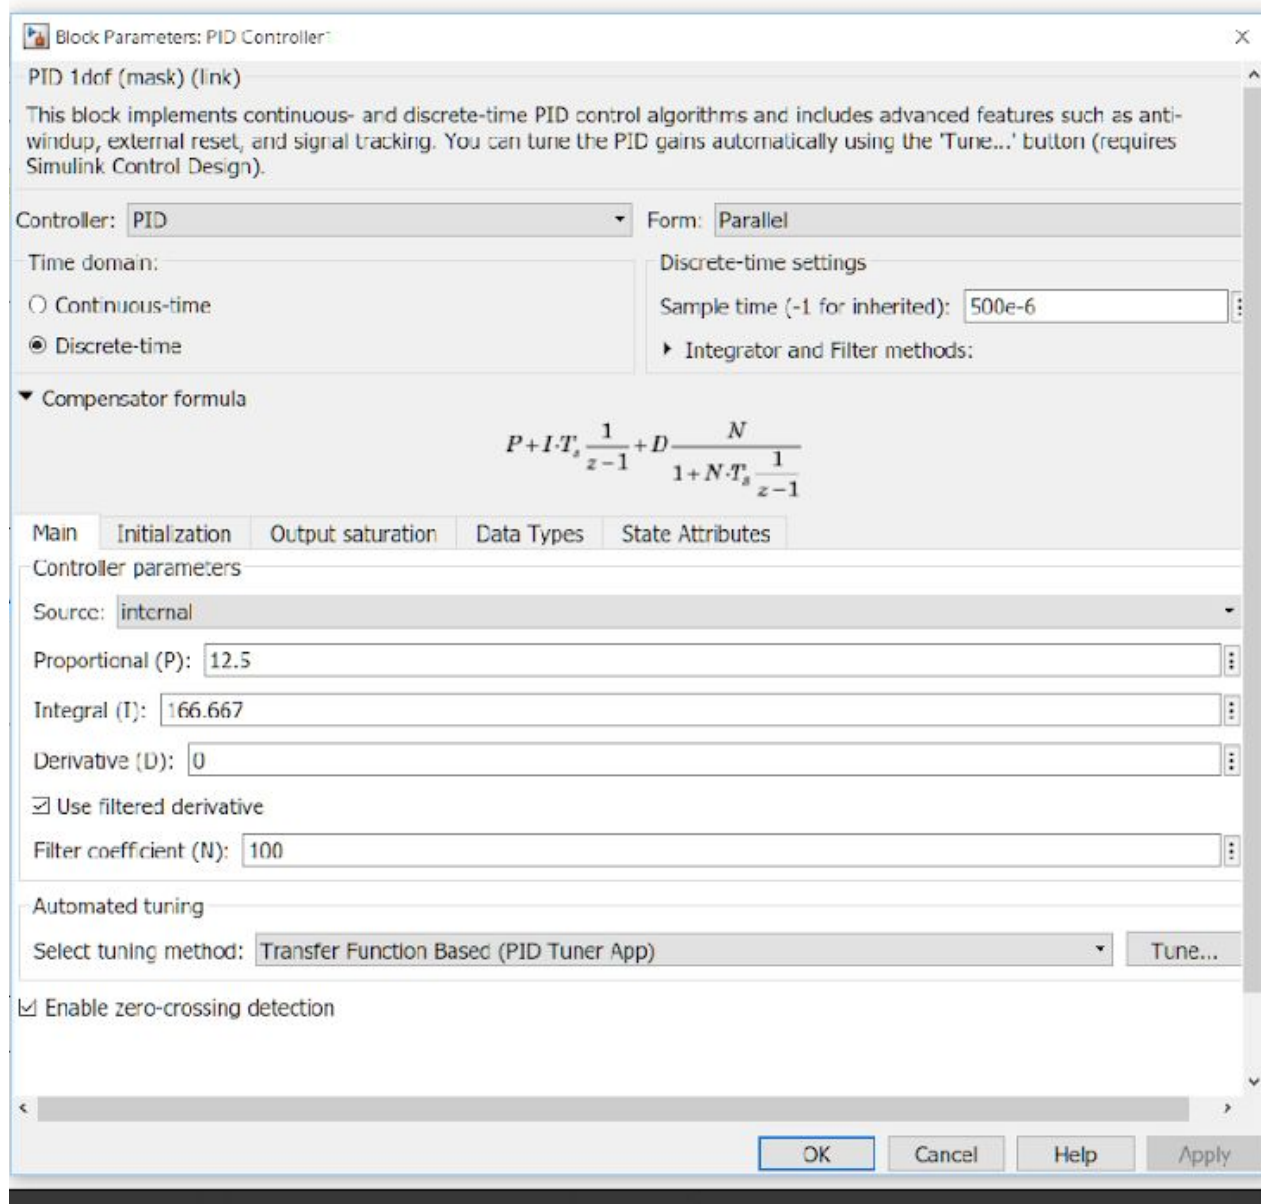 Block Parameters: PID Controller1
PID 1dof (mask) (link)
This block implements continuous- and discrete-time PID control algorithms and includes advanced features such as anti-
windup, external reset, and signal tracking. You can tune the PID gains automatically using the 'Tune...' button (requires
Simulink Control Design).
Controller: PID Form: Parallel
Time domain: Discrete-time settings
Continuous-time Sample time (-1 for inherited): 500e-6
Discrete-time Integrator and Filter methods:
Compensator formula
P+I·T_s 1/(z−1) + D N/(1+N·T_s 1/(z−1))
Main Initialization Output saturation Data Types State Attributes
Controller parameters
Source: internal
Proportional (P): 12.5
Integral (I): 166.667
Derivative (D): 0
Use filtered derivative
Filter coefficient (N): 100
Automated tuning
Select tuning method: Transfer Function Based (PID Tuner App) Tune...
Enable zero-crossing detection
OK Cancel Help Apply